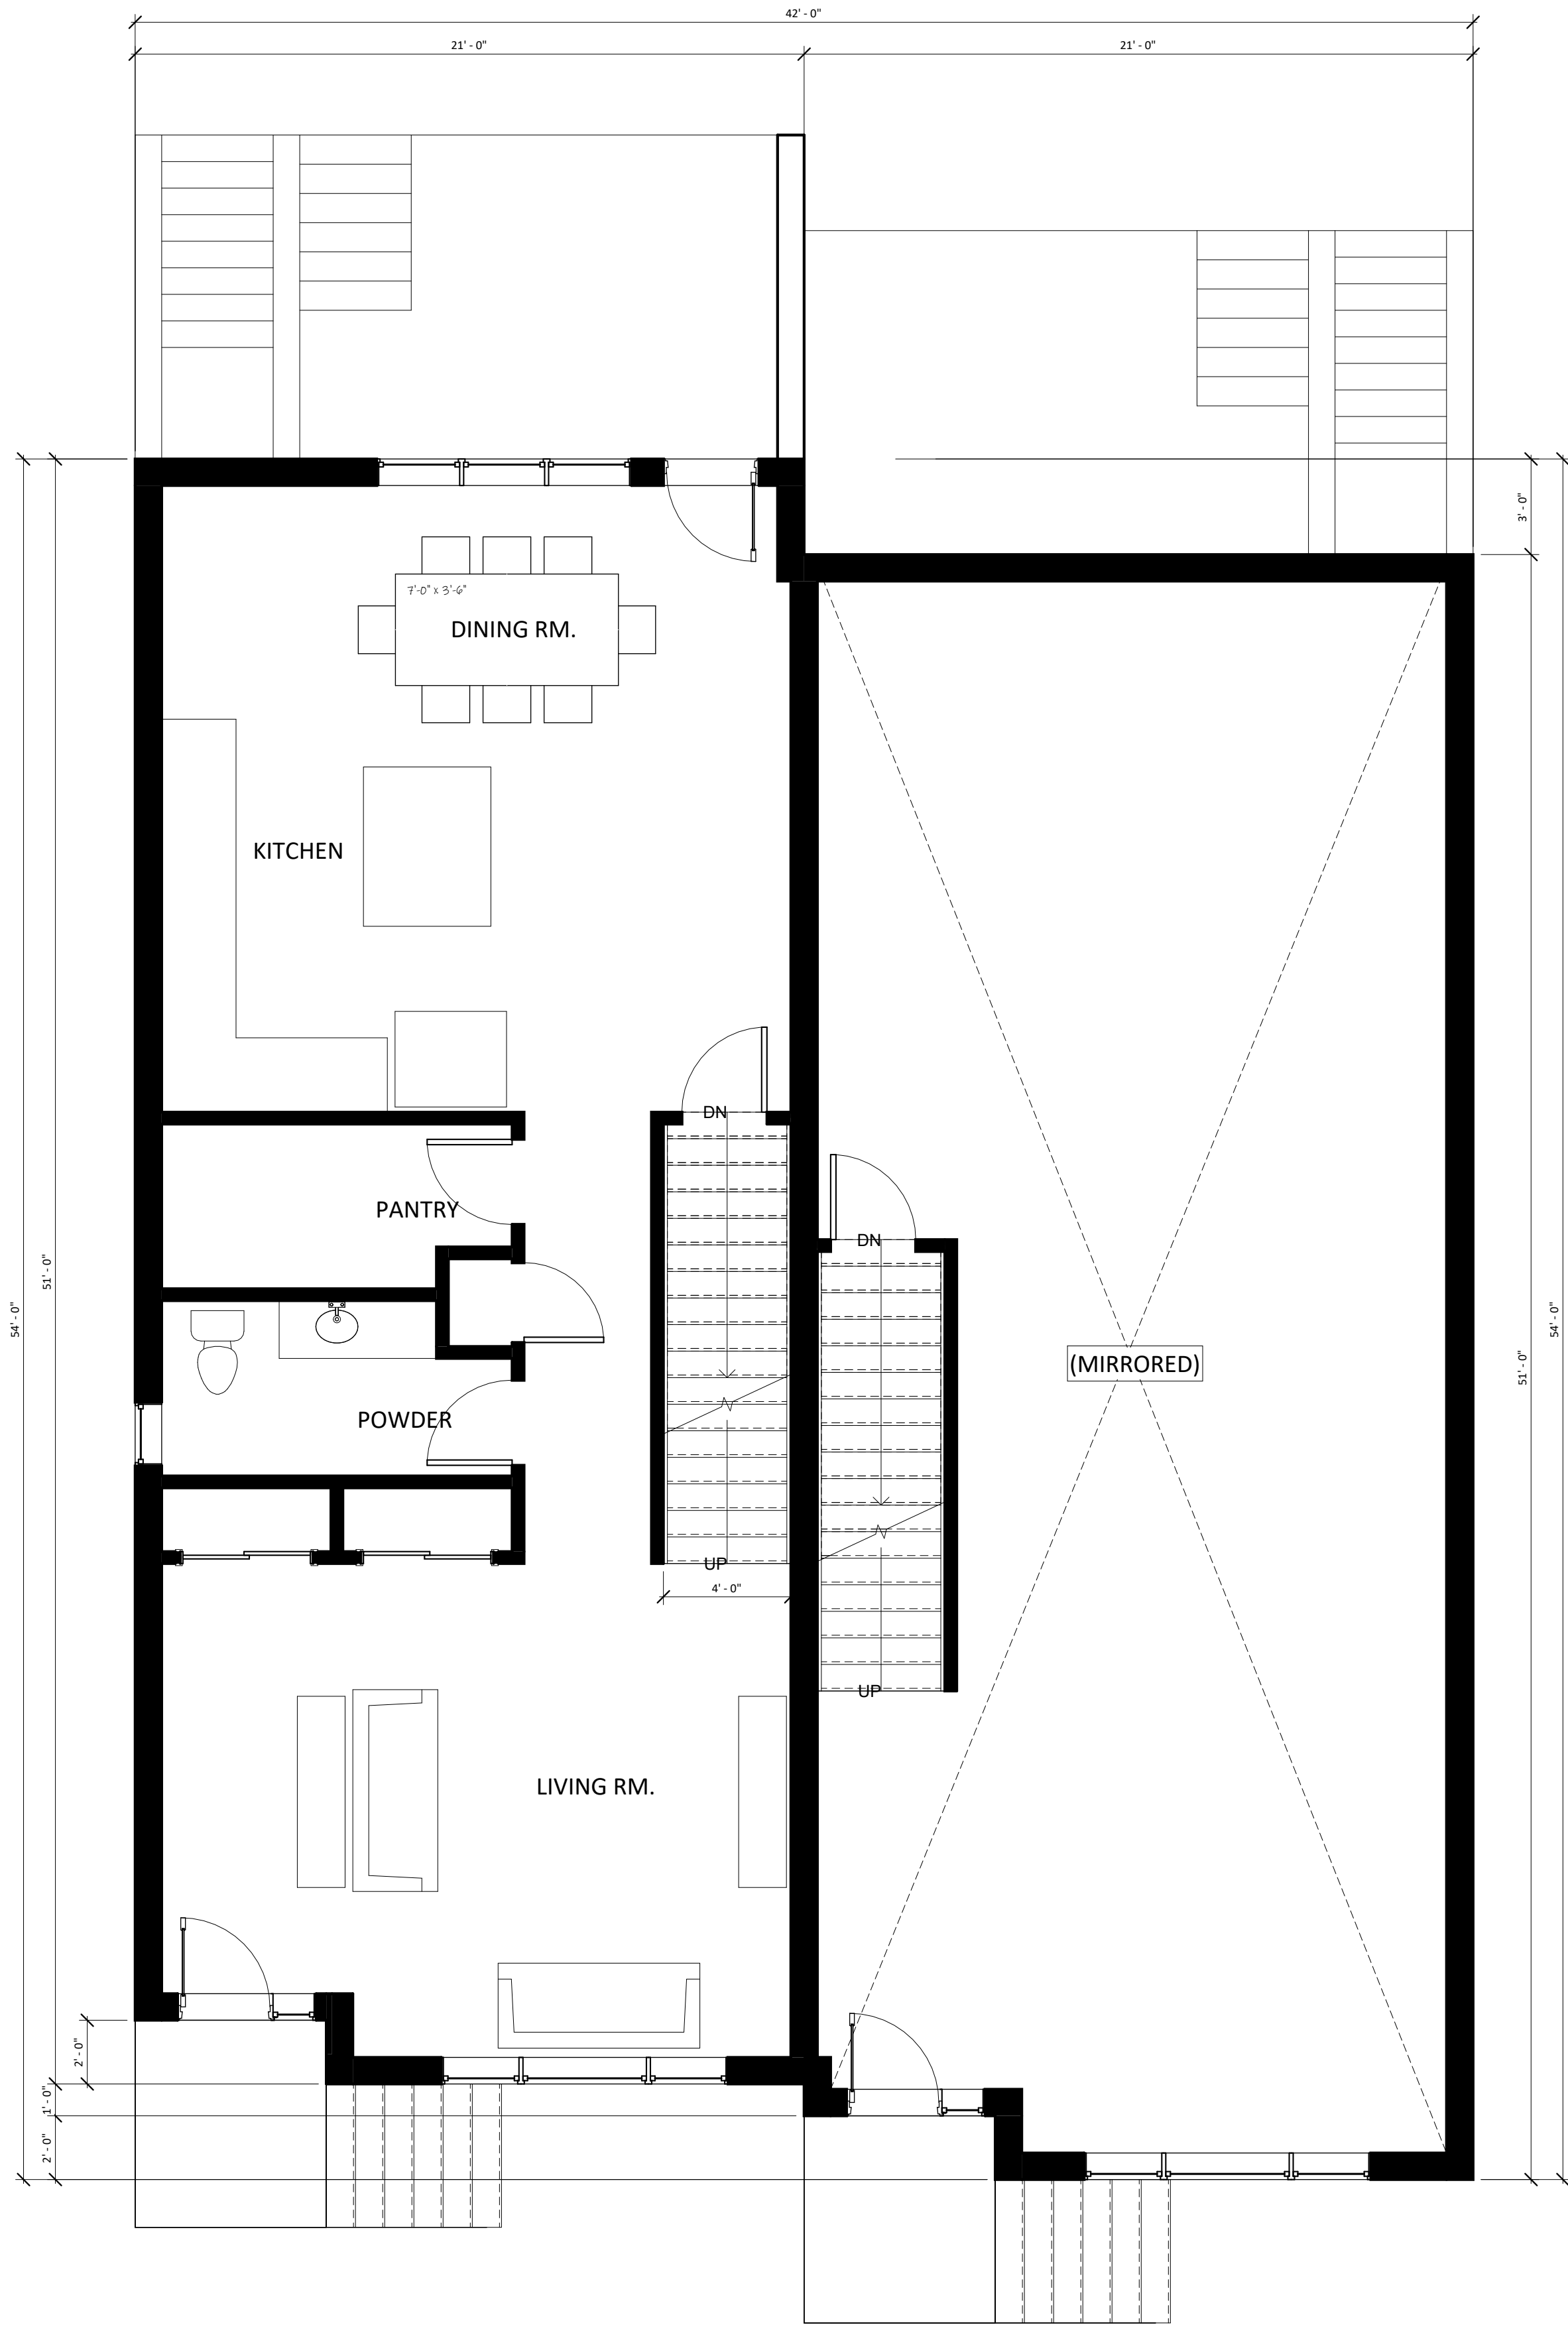 42' - 0"
21' - 0"
21' - 0"
3' - 0"
7'-0" x 3'-6"
DINING RM.
KITCHEN
DN
PANTRY
DN
51' - 0"
54' - 0"
54' - 0"
(MIRRORED)
51' - 0"
POWDER
UP
4' - 0"
UP
LIVING RM.
2' - 0"
1' - 0"
2' - 0"